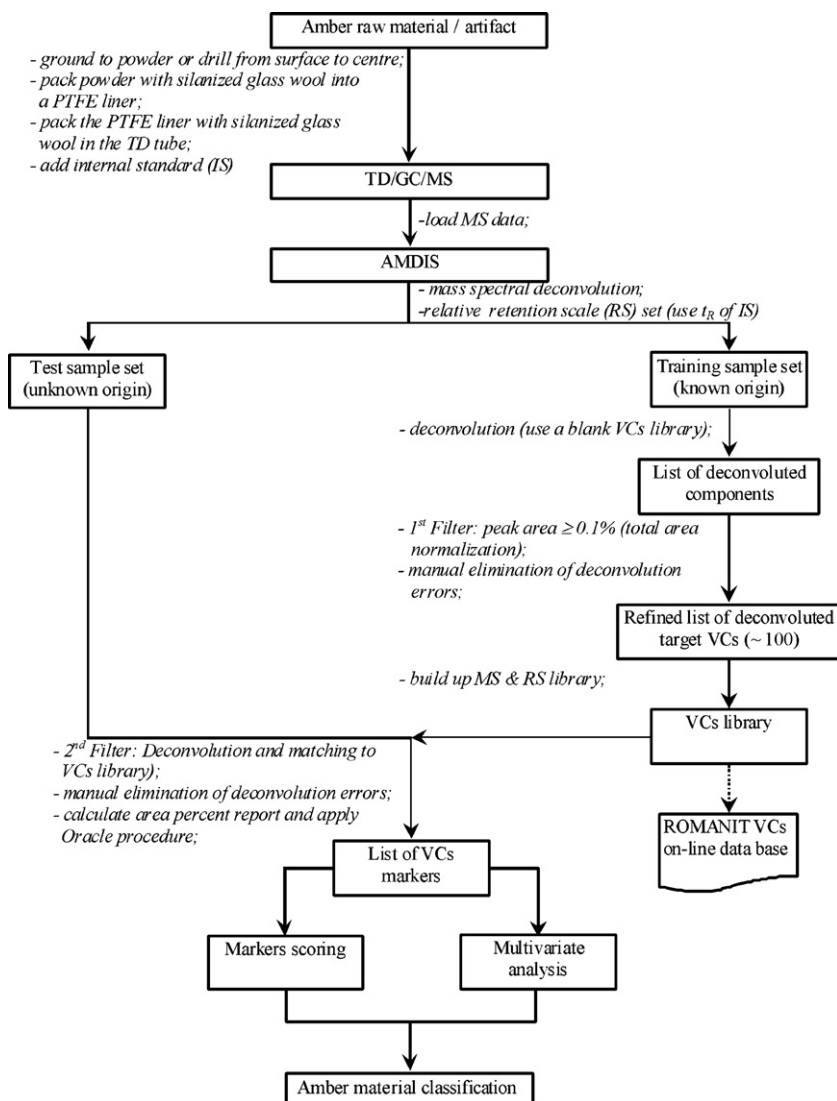 Amber raw material / artifact
- ground to powder or drill from surface to centre;
- pack powder with silanized glass wool into
a PTFE liner;
- pack the PTFE liner with silanized glass
wool in the TD tube;
- add internal standard (IS)
TD/GC/MS
-load MS data;
AMDIS
- mass spectral deconvolution;
-relative retention scale (RS) set (use tR of IS)
Test sample set
(unknown origin)
Training sample set
(known origin)
- deconvolution (use a blank VCs library);
List of deconvoluted
components
- 1st Filter: peak area ≥ 0.1% (total area
normalization);
- manual elimination of deconvolution
errors;
Refined list of deconvoluted
target VCs (~ 100)
- build up MS & RS library;
VCs library
- 2nd Filter: Deconvolution and matching to
VCs library);
- manual elimination of deconvolution errors;
- calculate area percent report and apply
Oracle procedure;
ROMANIT VCs
on-line data base
List of VCs
markers
Markers scoring
Multivariate
analysis
Amber material classification